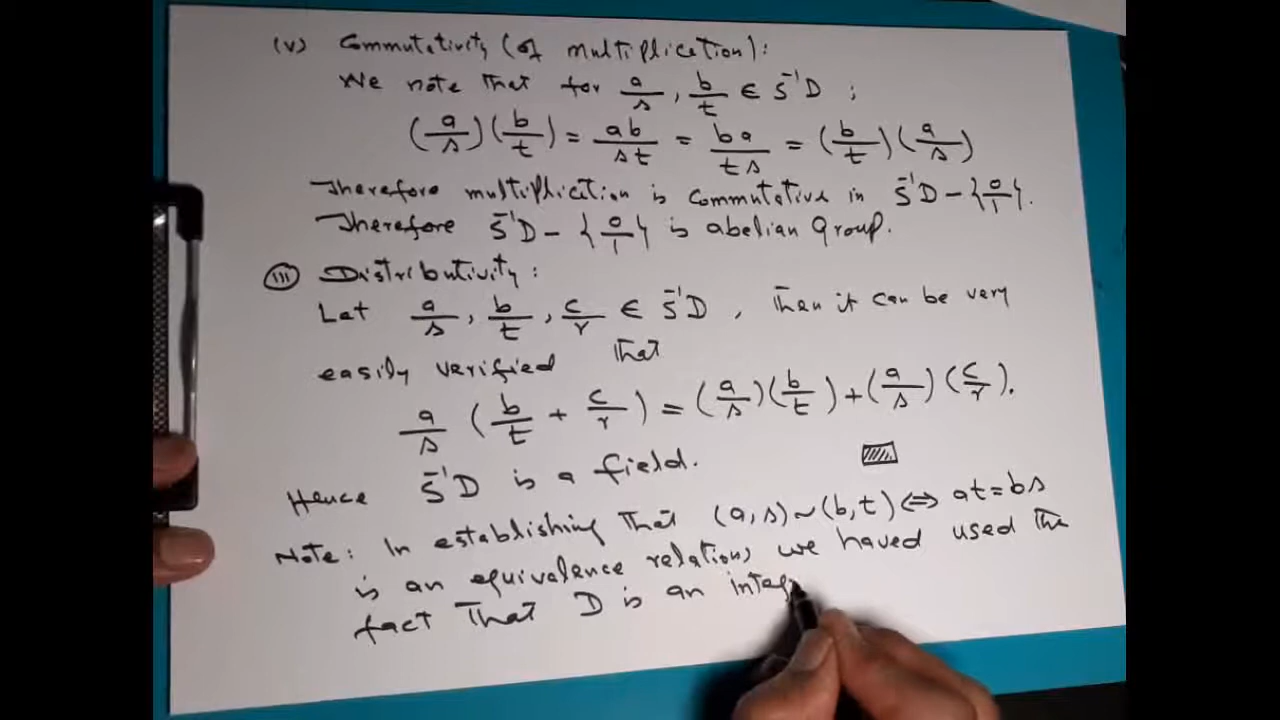 (v) Commutativity (of multiplication):
We note that for a/s, b/t ∈ S⁻¹D ;
(a/s)(b/t) = ab/st = ba/ts = (b/t)(a/s)
Therefore multiplication is commutative in S⁻¹D - {0/1}.
Therefore S⁻¹D - {0/1} is abelian group.
(iii) Distributivity:
Let a/s, b/t, c/r ∈ S⁻¹D, Then it can be very
easily verified that
a/s (b/t + c/r) = (a/s)(b/t) + (a/s)(c/r).
Hence S⁻¹D is a field.
Note: In establishing that (a,s)~(b,t) ⇔ at=bs
is an equivalence relation, we haved used the
fact that D is an integ